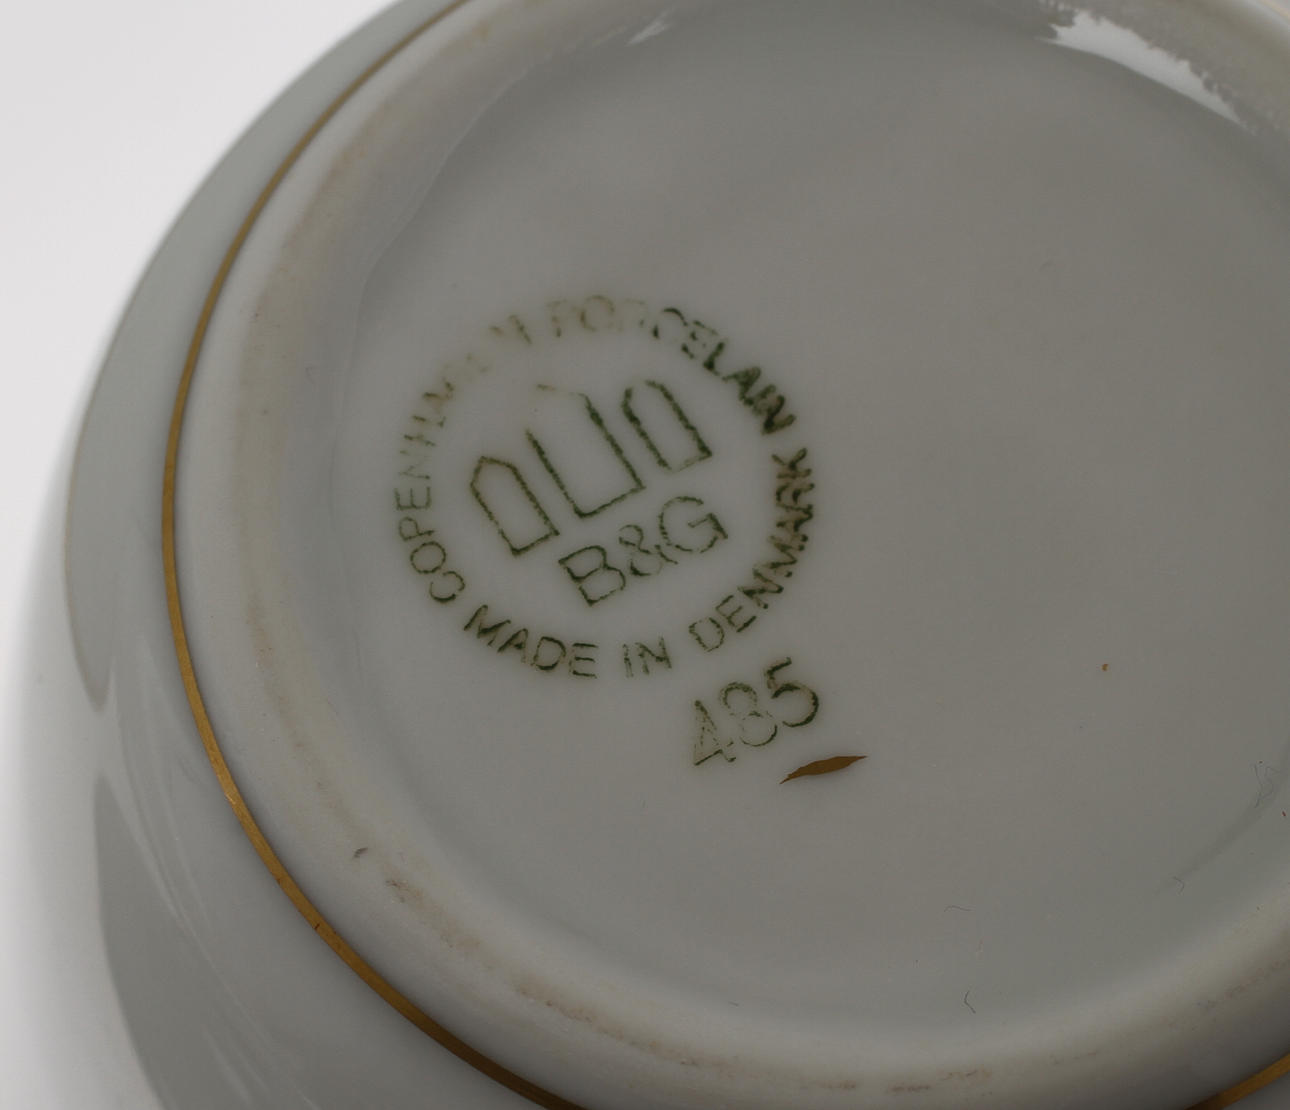 COPENHAGEN PORCELAIN
B&G
MADE IN DENMARK
485